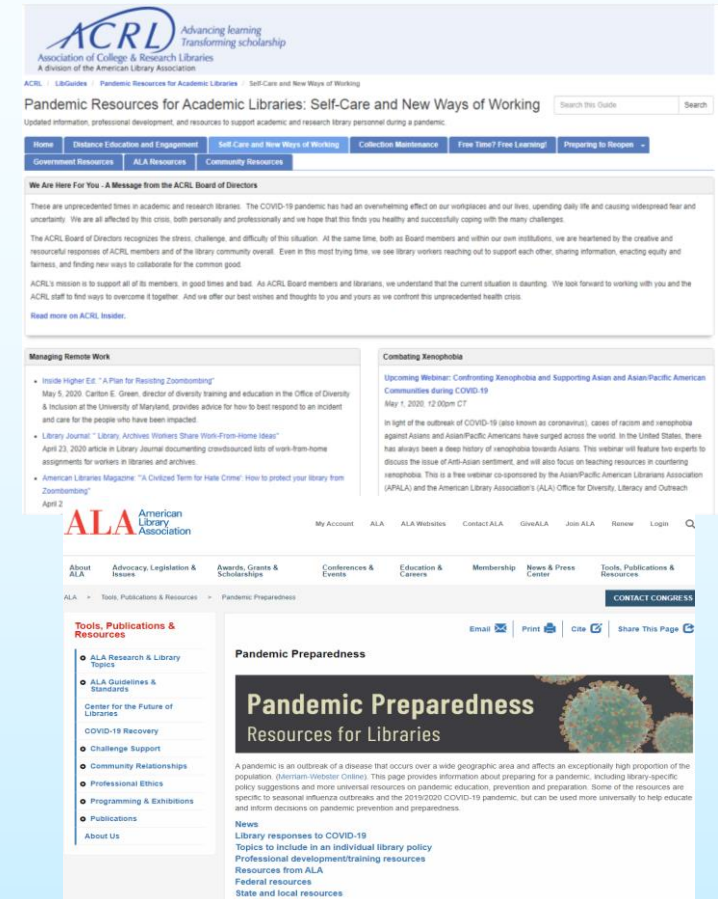 ACRL
Advancing learning
Transforming scholarship
Association of College & Research Libraries
A division of the American Library Association
ACRL / LibGuides / Pandemic Resources for Academic Libraries / Self-Care and New Ways of Working
Pandemic Resources for Academic Libraries: Self-Care and New Ways of Working
Search this Guide Search
Updated information, professional development, and resources to support academic and research library personnel during a pandemic.
Home Distance Education and Engagement Self-Care and New Ways of Working Collection Maintenance Free Time? Free Learning! Preparing to Reopen
Government Resources ALA Resources Community Resources
We Are Here For You - A Message from the ACRL Board of Directors
These are unprecedented times in academic and research libraries. The COVID-19 pandemic has had an overwhelming effect on our workplaces and our lives, upending daily life and causing widespread fear and
uncertainty. We are all affected by this crisis, both personally and professionally and we hope that this finds you healthy and successfully coping with the many challenges.
The ACRL Board of Directors recognizes the stress, challenge, and difficulty of this situation. At the same time, both as Board members and within our own institutions, we are heartened by the creative and
resourceful responses of ACRL members and of the library community overall. Even in this most trying time, we see library workers reaching out to support each other, sharing information, enacting equity and
fairness, and finding new ways to collaborate for the common good.
ACRL's mission is to support all of its members, in good times and bad. As ACRL Board members and librarians, we understand that the current situation is daunting. We look forward to working with you and the
ACRL staff to find ways to overcome it together. And we offer our best wishes and thoughts to you and yours as we confront this unprecedented health crisis.
Read more on ACRL Insider.
Managing Remote Work
Inside Higher Ed: "A Plan for Resisting Zoombombing"
May 5, 2020. Carlton E. Green, director of diversity training and education in the Office of Diversity
& Inclusion at the University of Maryland, provides advice for how to best respond to an incident
and care for the people who have been impacted.
Library Journal: " Library, Archives Workers Share Work-From-Home Ideas"
April 23, 2020 article in Library Journal documenting crowdsourced lists of work-from-home
assignments for workers in libraries and archives.
American Libraries Magazine: "'A Civilized Term for Hate Crime': How to protect your library from
Zoombombing"
April 2
Combating Xenophobia
Upcoming Webinar: Confronting Xenophobia and Supporting Asian and Asian/Pacific American
Communities during COVID-19
May 1, 2020, 12:00pm CT
In light of the outbreak of COVID-19 (also known as coronavirus), cases of racism and xenophobia
against Asians and Asian/Pacific Americans have surged across the world. In the United States, there
has always been a deep history of xenophobia towards Asians. This webinar will feature two experts to
discuss the issue of Anti-Asian sentiment, and will also focus on teaching resources in countering
xenophobia. This is a free webinar co-sponsored by the Asian/Pacific American Librarians Association
(APALA) and the American Library Association's (ALA) Office for Diversity, Literacy and Outreach
ALA American
Library
Association
My Account ALA ALA Websites Contact ALA GiveALA Join ALA Renew Login
About
ALA
Advocacy, Legislation &
Issues
Awards, Grants &
Scholarships
Conferences &
Events
Education &
Careers
Membership
News & Press
Center
Tools, Publications &
Resources
ALA Tools, Publications & Resources Pandemic Preparedness
CONTACT CONGRESS
Tools, Publications &
Resources
ALA Research & Library
Topics
ALA Guidelines &
Standards
Center for the Future of
Libraries
COVID-19 Recovery
Challenge Support
Community Relationships
Professional Ethics
Programming & Exhibitions
Publications
About Us
Email Print Cite Share This Page
Pandemic Preparedness
Pandemic Preparedness
Resources for Libraries
A pandemic is an outbreak of a disease that occurs over a wide geographic area and affects an exceptionally high proportion of the
population. (Merriam-Webster Online). This page provides information about preparing for a pandemic, including library-specific
policy suggestions and more universal resources on pandemic education, prevention and preparation. Some of the resources are
specific to seasonal influenza outbreaks and the 2019/2020 COVID-19 pandemic, but can be used more universally to help educate
and inform decisions on pandemic prevention and preparedness.
News
Library responses to COVID-19
Topics to include in an individual library policy
Professional development/training resources
Resources from ALA
Federal resources
State and local resources